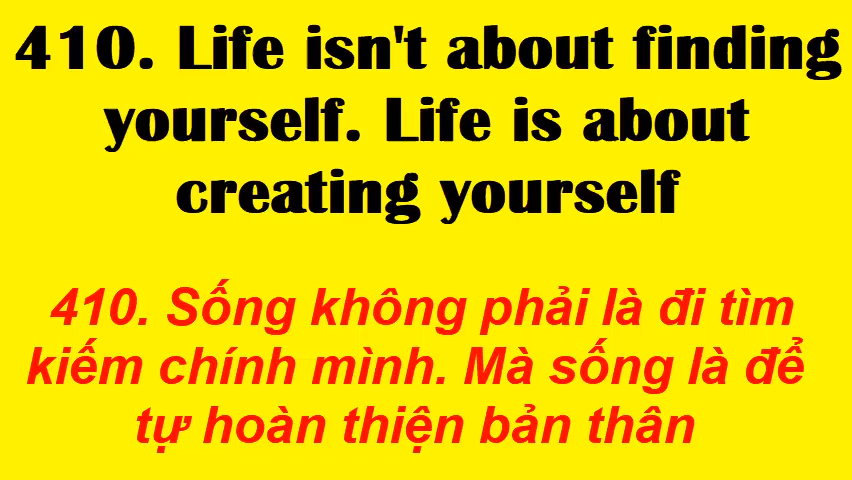 410. Life isn't about finding
yourself. Life is about
creating yourself
410. Sống không phải là đi tìm
kiếm chính mình. Mà sống là để
tự hoàn thiện bản thân